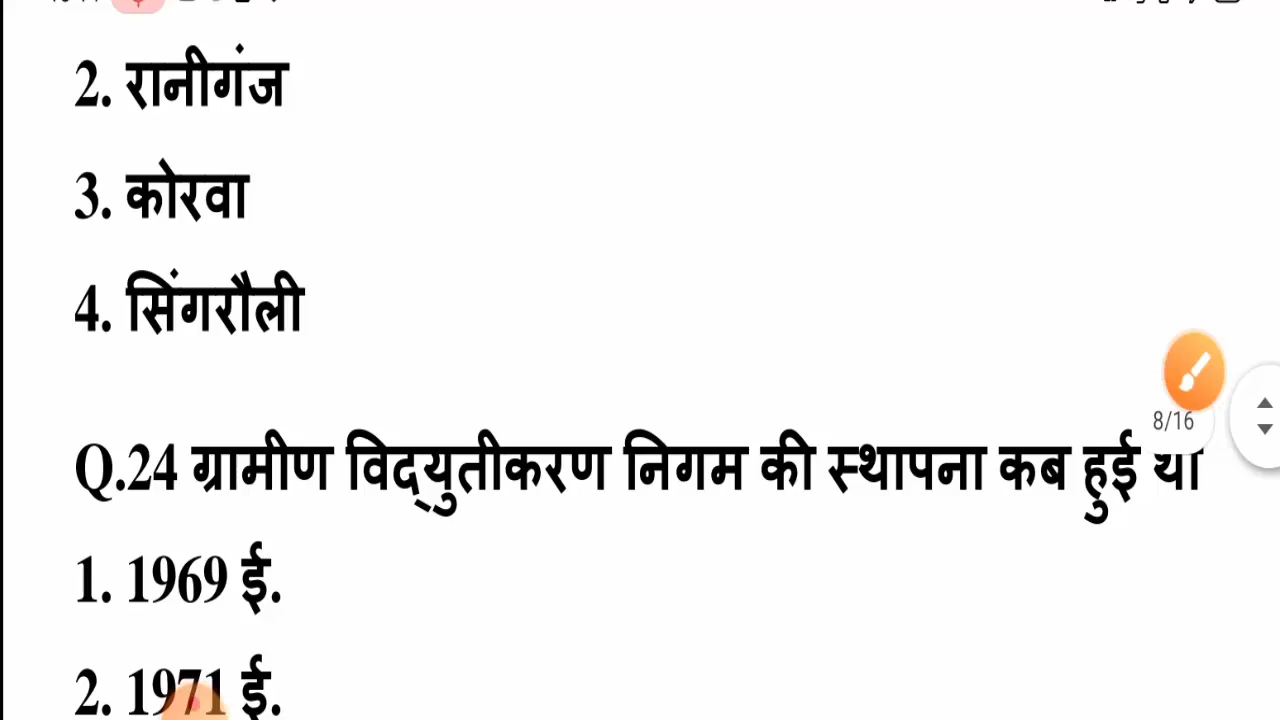 2. रानीगंज
3. कोरवा
4. सिंगरौली
8/16
Q.24 ग्रामीण विद्युतीकरण निगम की स्थापना कब हुई थी
1. 1969 ई.
2. 1971 ई.